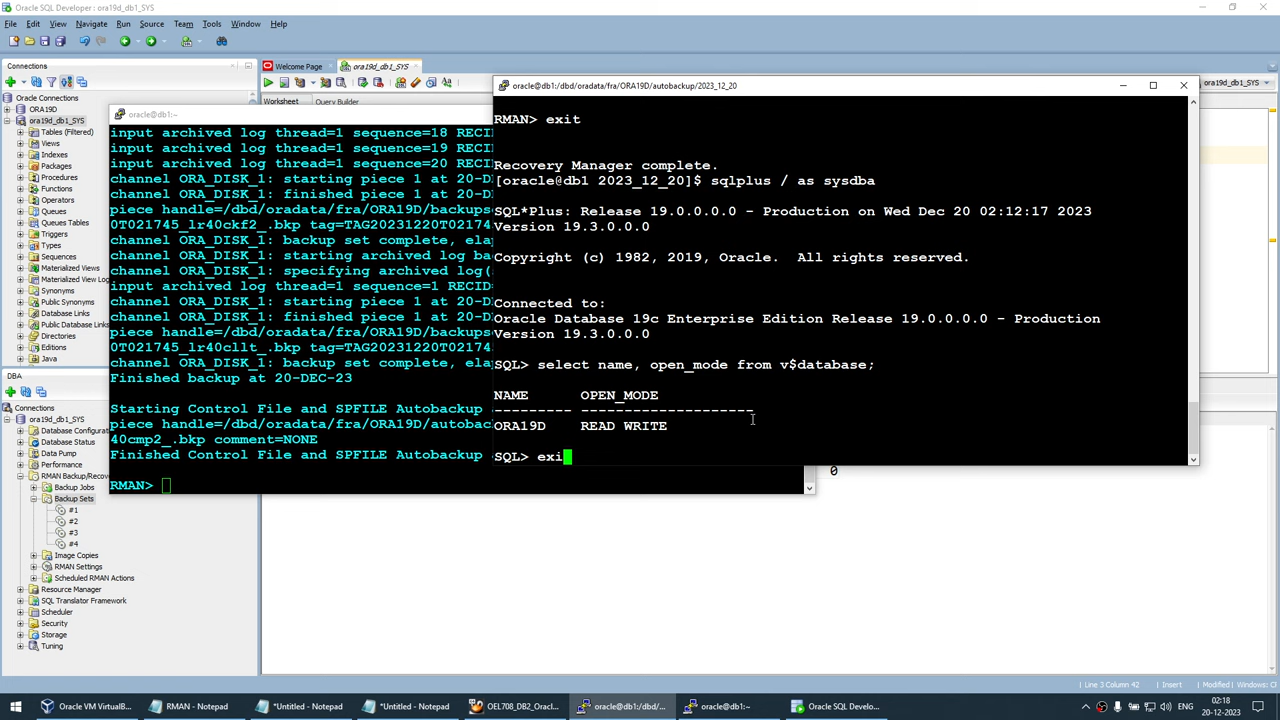 Oracle SQL Developer : ora19d_db1_SYS
File Edit View Navigate Run Source Team Tools Window Help
Connections
Welcome Page
ora19d_db1_SYS
Worksheet Query Builder
ora19d_db1_SYS
Oracle Connections
ORA19D
ora19d_db1_SYS
Tables (Filtered)
Views
Indexes
Packages
Procedures
Functions
Operators
Queues
Queues Tables
Triggers
Types
Sequences
Materialized Views
Materialized View Log
Synonyms
Public Synonyms
Database Links
Public Database Links
Directories
Editions
Java
DBA
Connections
ora19d_db1_SYS
Database Configura
Database Status
Data Pump
Performance
RMAN Backup/Recov
Backup Jobs
Backup Sets
#1
#2
#3
#4
Image Copies
RMAN Settings
Scheduled RMAN Actions
Resource Manager
SQL Translator Framework
Scheduler
Security
Storage
Tuning
oracle@db1:~
input archived log thread=1 sequence=18 RECID
input archived log thread=1 sequence=19 RECID
input archived log thread=1 sequence=20 RECID
channel ORA_DISK_1: starting piece 1 at 20-DE
channel ORA_DISK_1: finished piece 1 at 20-DE
piece handle=/dbd/oradata/fra/ORA19D/backups
0T021745_lr40ckf2_.bkp tag=TAG20231220T02174
channel ORA_DISK_1: backup set complete, ela
channel ORA_DISK_1: starting archived log ba
channel ORA_DISK_1: specifying archived log(
input archived log thread=1 sequence=1 RECID=
channel ORA_DISK_1: starting piece 1 at 20-DE
channel ORA_DISK_1: finished piece 1 at 20-DE
piece handle=/dbd/oradata/fra/ORA19D/backups
0T021745_lr40cllt_.bkp tag=TAG20231220T02174
channel ORA_DISK_1: backup set complete, ela
Finished backup at 20-DEC-23
Starting Control File and SPFILE Autobackup
piece handle=/dbd/oradata/fra/ORA19D/autobac
40cmp2_.bkp comment=NONE
Finished Control File and SPFILE Autobackup
RMAN>
oracle@db1:/dbd/oradata/fra/ORA19D/autobackup/2023_12_20
RMAN> exit
Recovery Manager complete.
[oracle@db1 2023_12_20]$ sqlplus / as sysdba
SQL*Plus: Release 19.0.0.0.0 - Production on Wed Dec 20 02:12:17 2023
Version 19.3.0.0.0
Copyright (c) 1982, 2019, Oracle.  All rights reserved.
Connected to:
Oracle Database 19c Enterprise Edition Release 19.0.0.0.0 - Production
Version 19.3.0.0.0
SQL> select name, open_mode from v$database;
NAME      OPEN_MODE
--------- --------------------
ORA19D    READ WRITE
SQL> exi
0
Line 3 Column 42 Insert Modified Windows: Cl
Oracle VM VirtualB...
RMAN - Notepad
*Untitled - Notepad
*Untitled - Notepad
OEL708_DB2_Oracl...
oracle@db1:/dbd/...
oracle@db1:~
Oracle SQL Develo...
ENG
02:18
20-12-2023